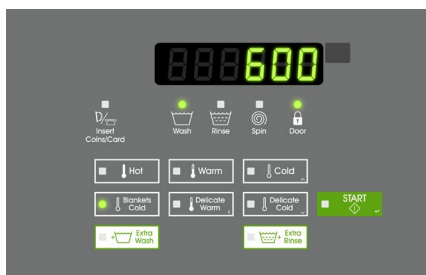 600
D/
Insert
Coins/Card
Wash
Rinse
Spin
Door
Hot
Warm
Cold
Blankets
Cold
Delicate
Warm
Delicate
Cold
START
+ Extra
Wash
+ Extra
Rinse